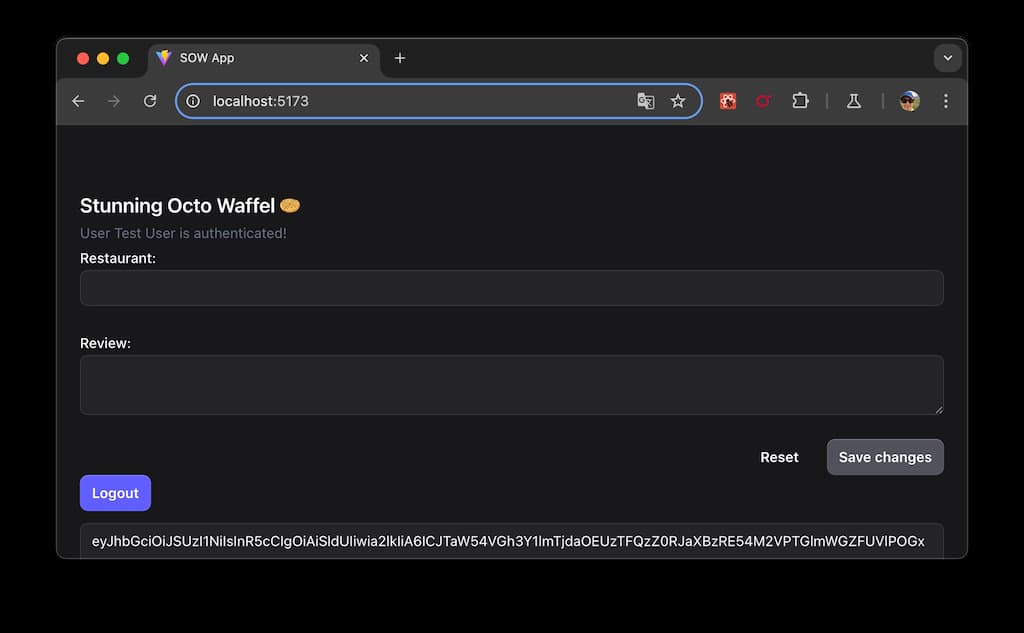 SOW App
localhost:5173
Stunning Octo Waffel
User Test User is authenticated!
Restaurant:
Review:
Reset
Save changes
Logout
eyJhbGciOiJSUzI1NiIsInR5cCIgOiAiSldUIiwia2lkIiA6ICJTaW54VGh3Y1lmTjdaOEUzTFQzZ0RJaXBzRE54M2VPTGlmWGZFUVlPOGx